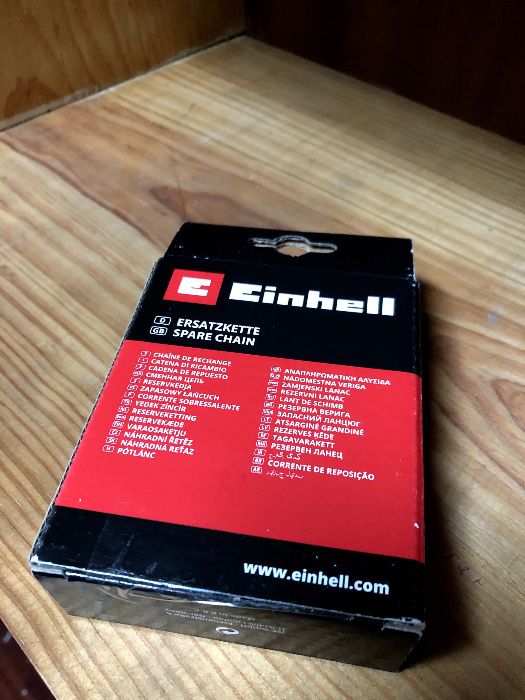 Einhell
D ERSATZKETTE
GB SPARE CHAIN
CHAÎNE DE RECHANGE
CATENA DI RICAMBIO
CADENA DE REPUESTO
СМЕННАЯ ЦЕПЬ
RESERVKEDJA
ZAPASOWY ŁAŃCUCH
CORRENTE SOBRESSALENTE
YEDEK ZİNCİR
RESERVEKETTING
RESERVEKÆDE
VARAOSAKETJU
NÁHRADNÍ ŘETĚZ
NÁHRADNÁ REŤAZ
PÓTLÁNC
ΑΝΑΠΛΗΡΩΜΑΤΙΚΗ ΑΛΥΣΙΔΑ
NADOMESTNA VERIGA
ZAMJENSKI LANAC
REZERVNI LANAC
LANȚ DE SCHIMB
РЕЗЕРВНА ВЕРИГА
ЗАПАСНИЙ ЛАНЦЮГ
ATSARGINĖ GRANDINĖ
REZERVES ĶĒDE
TAGAVARAKETT
РЕЗЕРВЕН ЛАНЕЦ
CORRENTE DE REPOSIÇÃO
www.einhell.com